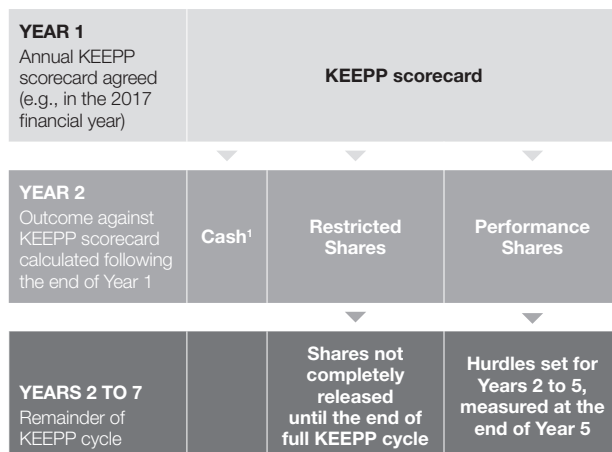 YEAR 1
Annual KEEPP
scorecard agreed
(e.g., in the 2017
financial year)
KEEPP scorecard
YEAR 2
Outcome against
KEEPP scorecard
calculated following
the end of Year 1
Cash¹
Restricted
Shares
Performance
Shares
YEARS 2 TO 7
Remainder of
KEEPP cycle
Shares not
completely
released
until the end of
full KEEPP cycle
Hurdles set for
Years 2 to 5,
measured at the
end of Year 5